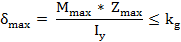 δmax = Mmax * Zmax / Iy ≤ kg